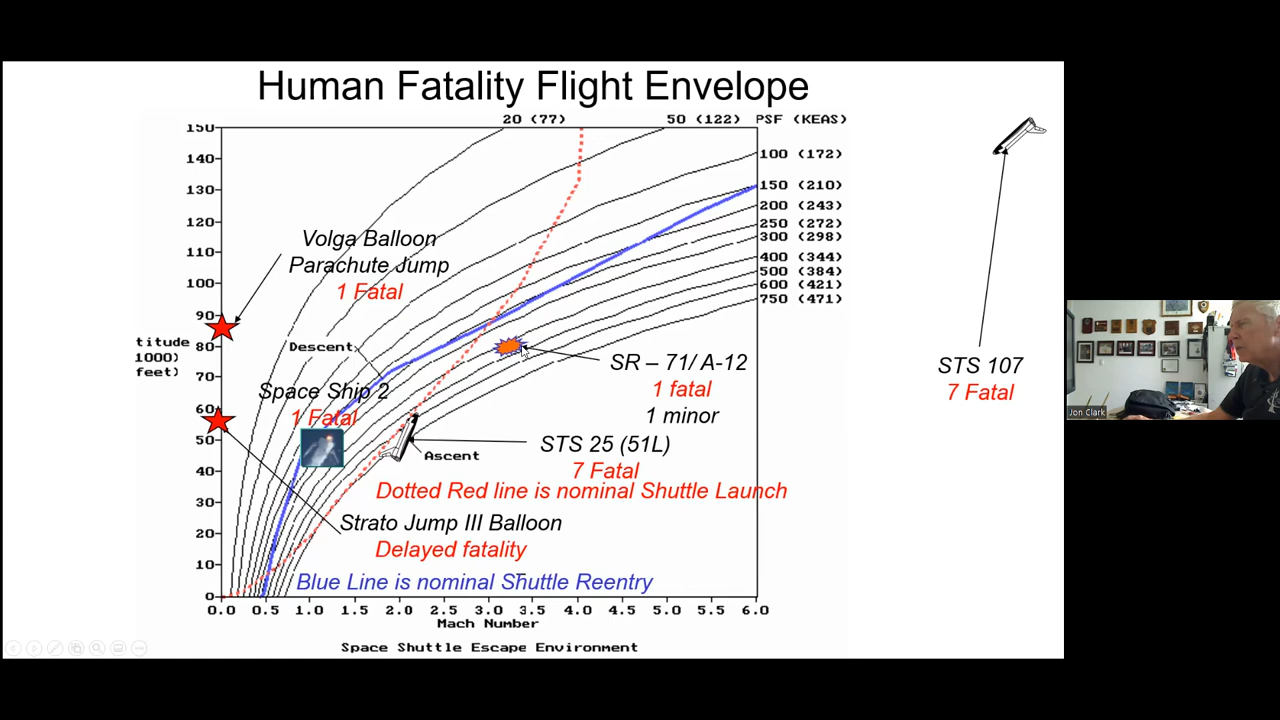 Human Fatality Flight Envelope
20 (77)
50 (122) PSF (KEAS)
150
140
130
120
110
100
90
80
70
60
50
40
30
20
10
0
titude
1000)
feet)
100 (172)
150 (210)
200 (243)
250 (272)
300 (298)
400 (344)
500 (384)
600 (421)
750 (471)
Volga Balloon
Parachute Jump
1 Fatal
Descent
Space Ship 2
1 Fatal
SR – 71/ A-12
1 fatal
1 minor
STS 25 (51L)
7 Fatal
Ascent
Dotted Red line is nominal Shuttle Launch
Strato Jump III Balloon
Delayed fatality
Blue Line is nominal Shuttle Reentry
0.0 0.5 1.0 1.5 2.0 2.5 3.0 3.5 4.0 4.5 5.0 5.5 6.0
Mach Number
Space Shuttle Escape Environment
STS 107
7 Fatal
Jon Clark